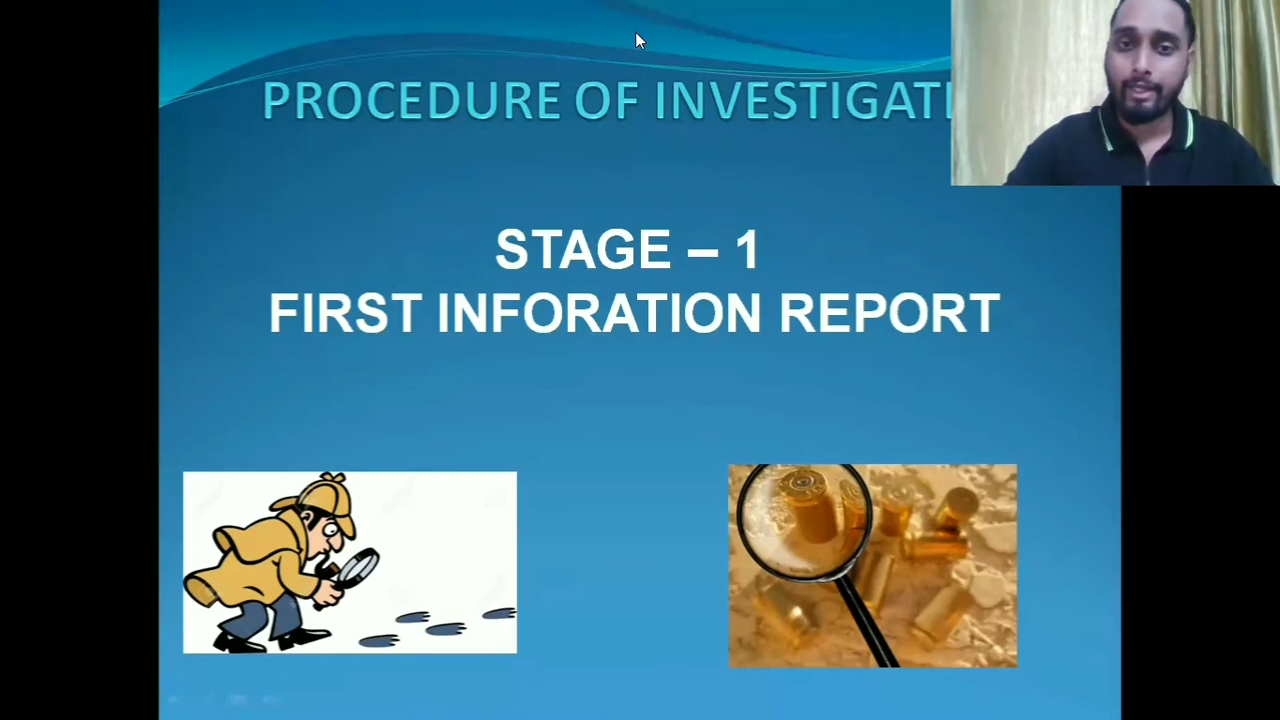 PROCEDURE OF INVESTIGATI
STAGE – 1
FIRST INFORATION REPORT